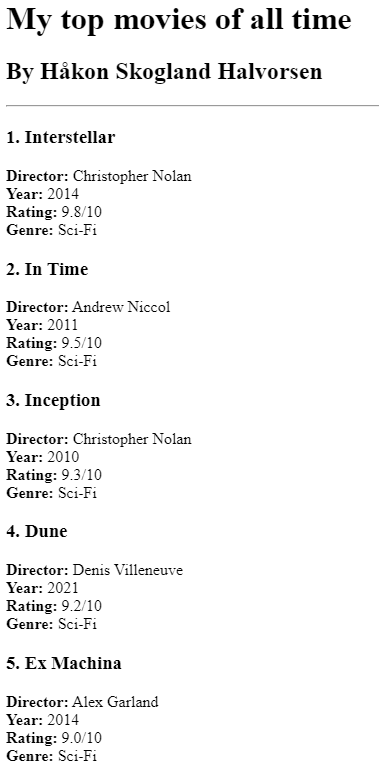 My top movies of all time
By Håkon Skogland Halvorsen
1. Interstellar
Director: Christopher Nolan
Year: 2014
Rating: 9.8/10
Genre: Sci-Fi
2. In Time
Director: Andrew Niccol
Year: 2011
Rating: 9.5/10
Genre: Sci-Fi
3. Inception
Director: Christopher Nolan
Year: 2010
Rating: 9.3/10
Genre: Sci-Fi
4. Dune
Director: Denis Villeneuve
Year: 2021
Rating: 9.2/10
Genre: Sci-Fi
5. Ex Machina
Director: Alex Garland
Year: 2014
Rating: 9.0/10
Genre: Sci-Fi